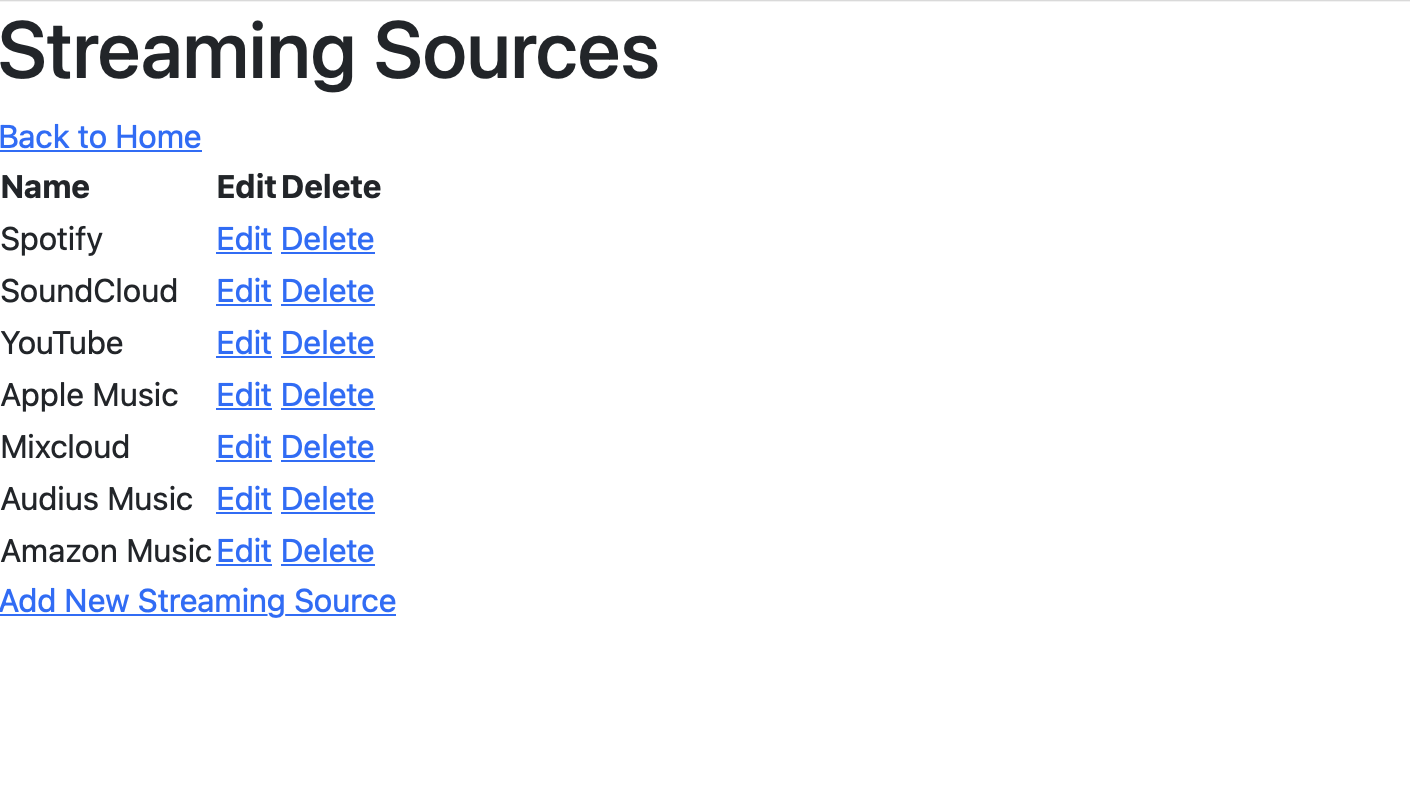 Streaming Sources
Back to Home
Name Edit Delete
Spotify Edit Delete
SoundCloud Edit Delete
YouTube Edit Delete
Apple Music Edit Delete
Mixcloud Edit Delete
Audius Music Edit Delete
Amazon Music Edit Delete
Add New Streaming Source